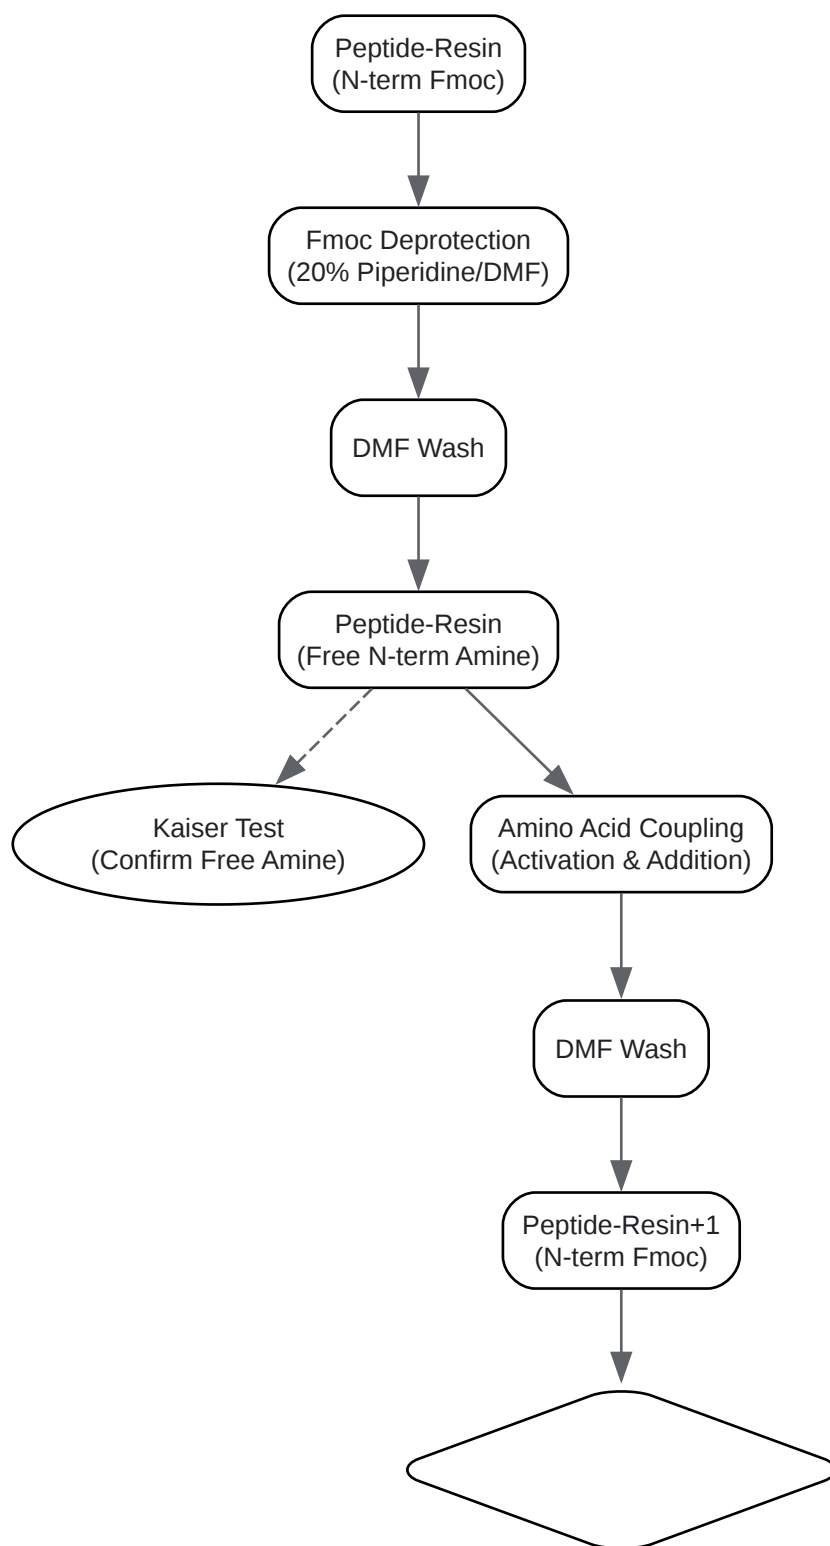 Peptide-Resin
(N-term Fmoc)
Fmoc Deprotection
(20% Piperidine/DMF)
DMF Wash
Peptide-Resin
(Free N-term Amine)
Kaiser Test
(Confirm Free Amine)
Amino Acid Coupling
(Activation & Addition)
DMF Wash
Peptide-Resin+1
(N-term Fmoc)